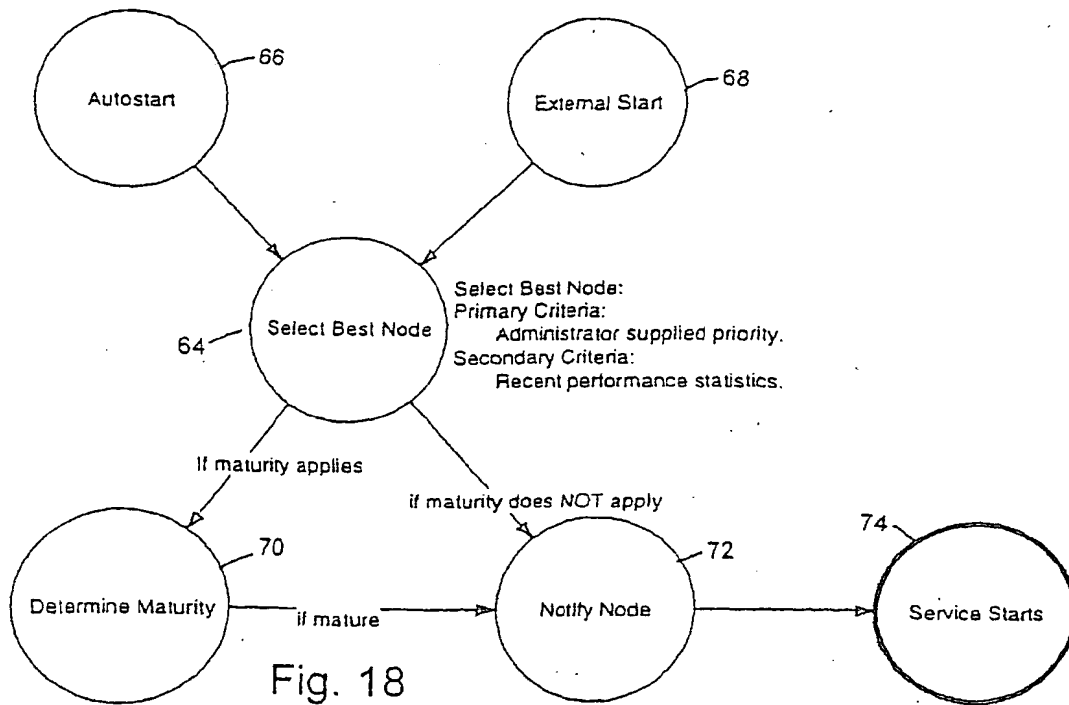 66
68
Autostart
External Start
Select Best Node:
Primary Criteria:
Administrator supplied priority.
Secondary Criteria:
Recent performance statistics.
Select Best Node
64
If maturity applies
if maturity does NOT apply
70
72
74
Determine Maturity
if mature
Notify Node
Service Starts
Fig. 18